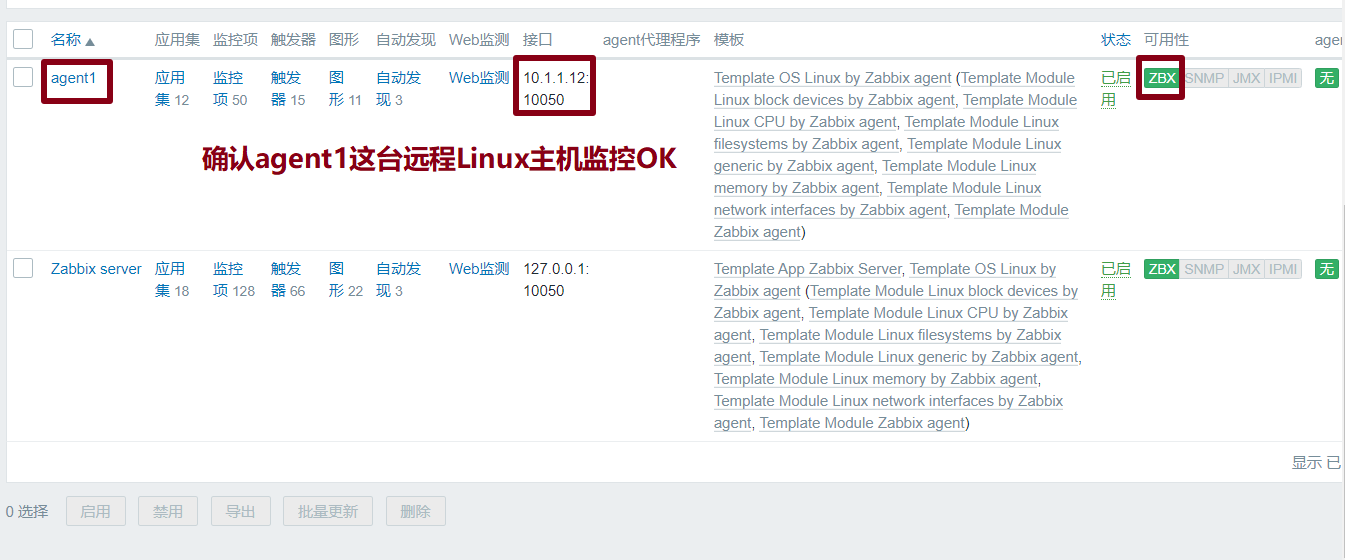 名称▲ 应用集 监控项 触发器 图形 自动发现 Web监测 接口 agent代理程序 模板 状态 可用性
agent1 应用 监控 触发 图 自动发 Web监测 10.1.1.12: Template OS Linux by Zabbix agent (Template Module 已启 ZBX SNMP JMX IPMI 无
集 12 项 50 器 15 形 11 现 3 10050 Linux block devices by Zabbix agent, Template Module 用
Linux CPU by Zabbix agent, Template Module Linux
filesystems by Zabbix agent, Template Module Linux
确认agent1这台远程Linux主机监控OK
generic by Zabbix agent, Template Module Linux
memory by Zabbix agent, Template Module Linux
network interfaces by Zabbix agent, Template Module
Zabbix agent)
Zabbix server 应用 监控 触发 图 自动发 Web监测 127.0.0.1: Template App Zabbix Server, Template OS Linux by 已启 ZBX SNMP JMX IPMI 无
集 18 项 128 器 66 形 22 现 3 10050 Zabbix agent (Template Module Linux block devices by 用
Zabbix agent, Template Module Linux CPU by Zabbix
agent, Template Module Linux filesystems by Zabbix
agent, Template Module Linux generic by Zabbix agent,
Template Module Linux memory by Zabbix agent,
Template Module Linux network interfaces by Zabbix
agent, Template Module Zabbix agent)
显示 已
0 选择 启用 禁用 导出 批量更新 删除